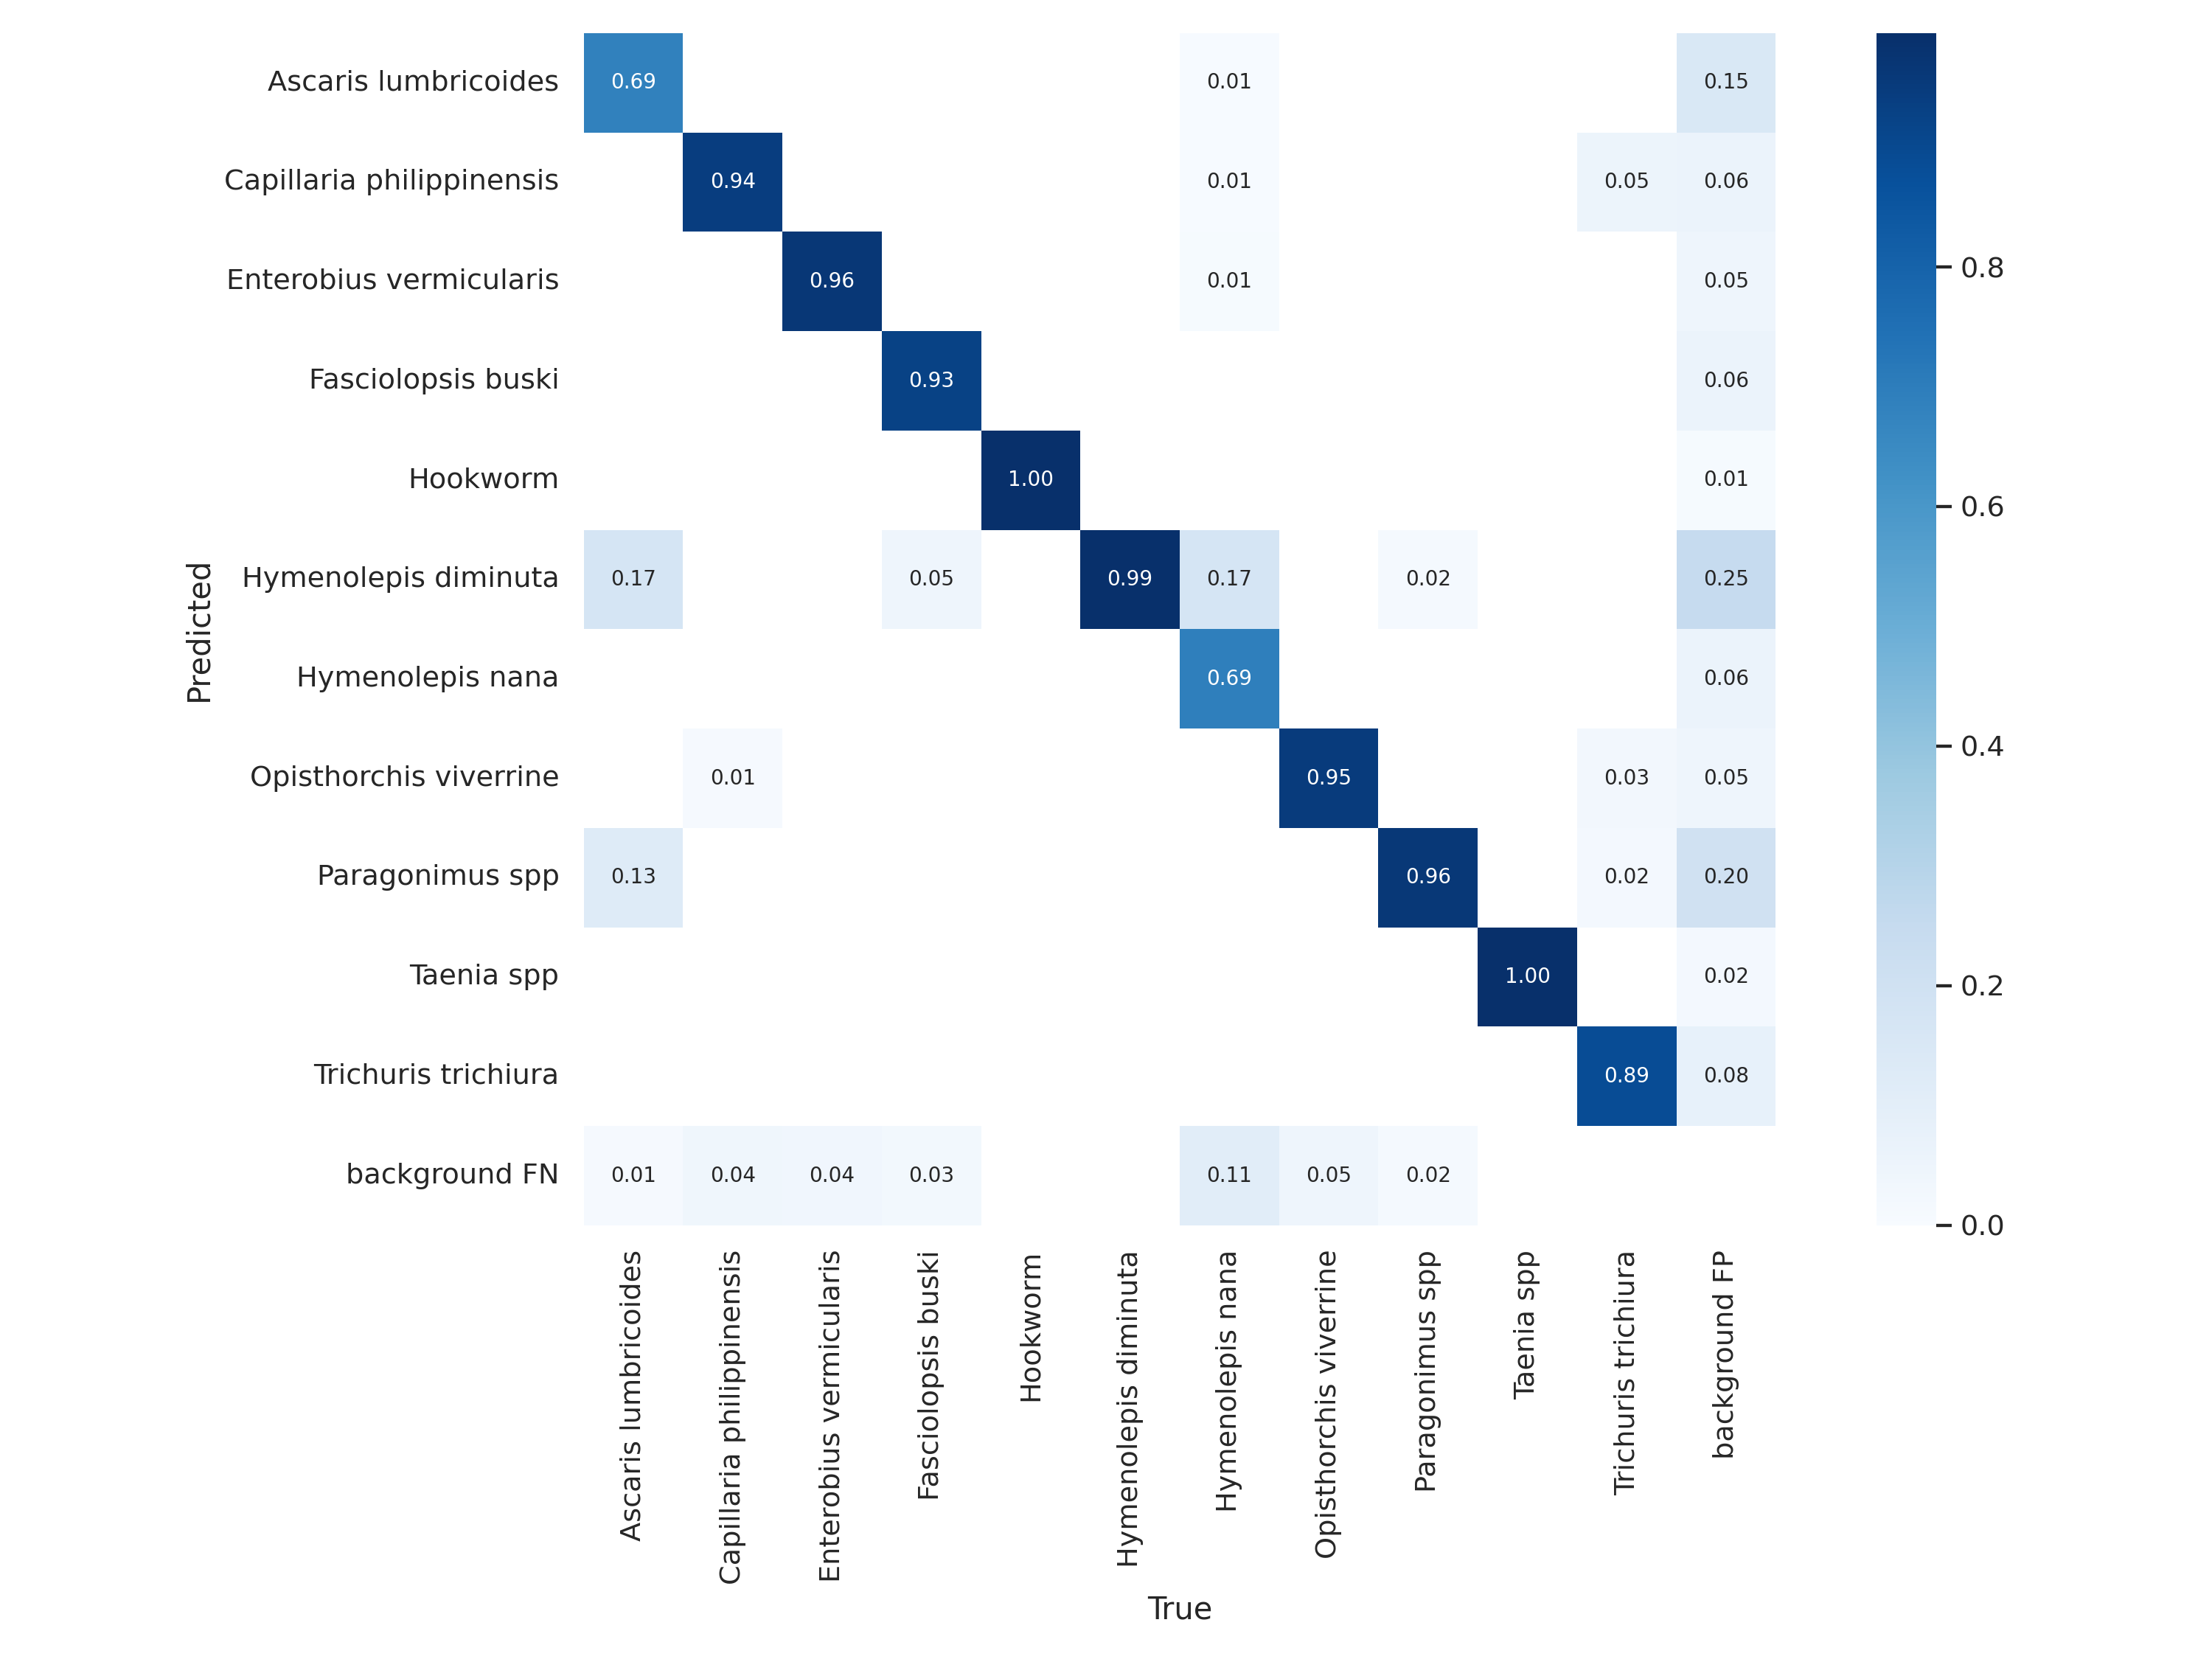 Ascaris lumbricoides 0.69 0.01 0.15
Capillaria philippinensis 0.94 0.01 0.05 0.06
Enterobius vermicularis 0.96 0.01 0.05
Fasciolopsis buski 0.93 0.06
Hookworm 1.00 0.01
Hymenolepis diminuta 0.17 0.05 0.99 0.17 0.02 0.25
Hymenolepis nana 0.69 0.06
Opisthorchis viverrine 0.01 0.95 0.03 0.05
Paragonimus spp 0.13 0.96 0.02 0.20
Taenia spp 1.00 0.02
Trichuris trichiura 0.89 0.08
background FN 0.01 0.04 0.04 0.03 0.11 0.05 0.02
Predicted
Ascaris lumbricoides
Capillaria philippinensis
Enterobius vermicularis
Fasciolopsis buski
Hookworm
Hymenolepis diminuta
Hymenolepis nana
Opisthorchis viverrine
Paragonimus spp
Taenia spp
Trichuris trichiura
background FP
True
0.8
0.6
0.4
0.2
0.0